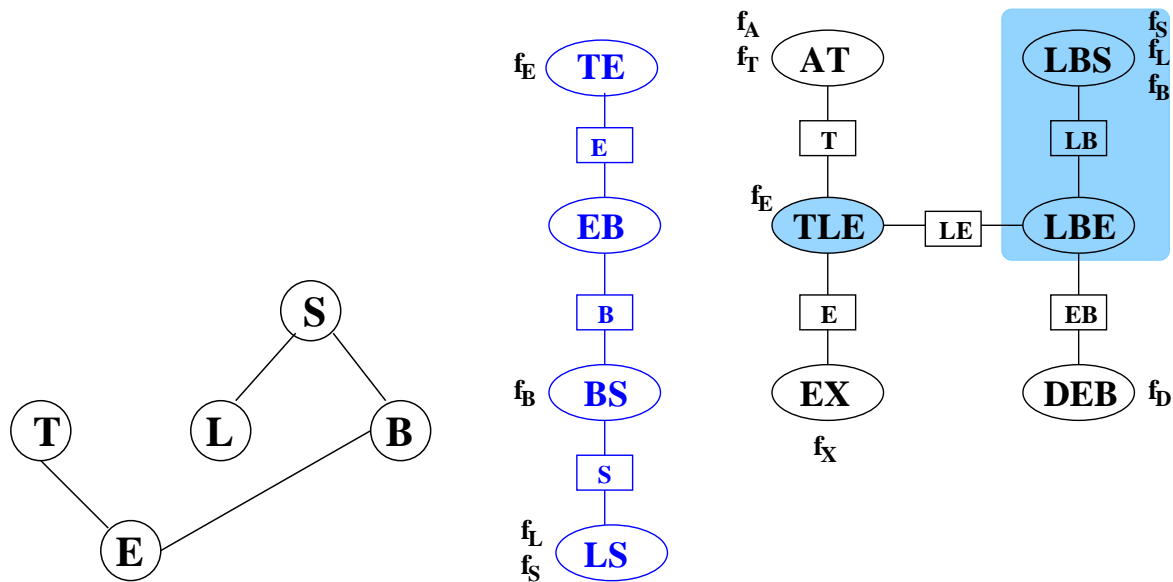 S
T
L
B
E
f_E
TE
E
EB
B
f_B
BS
S
f_L
f_S
LS
f_A
f_T
AT
T
f_E
TLE
LE
E
EX
f_X
f_S
f_L
f_B
LBS
LB
LBE
EB
DEB
f_D